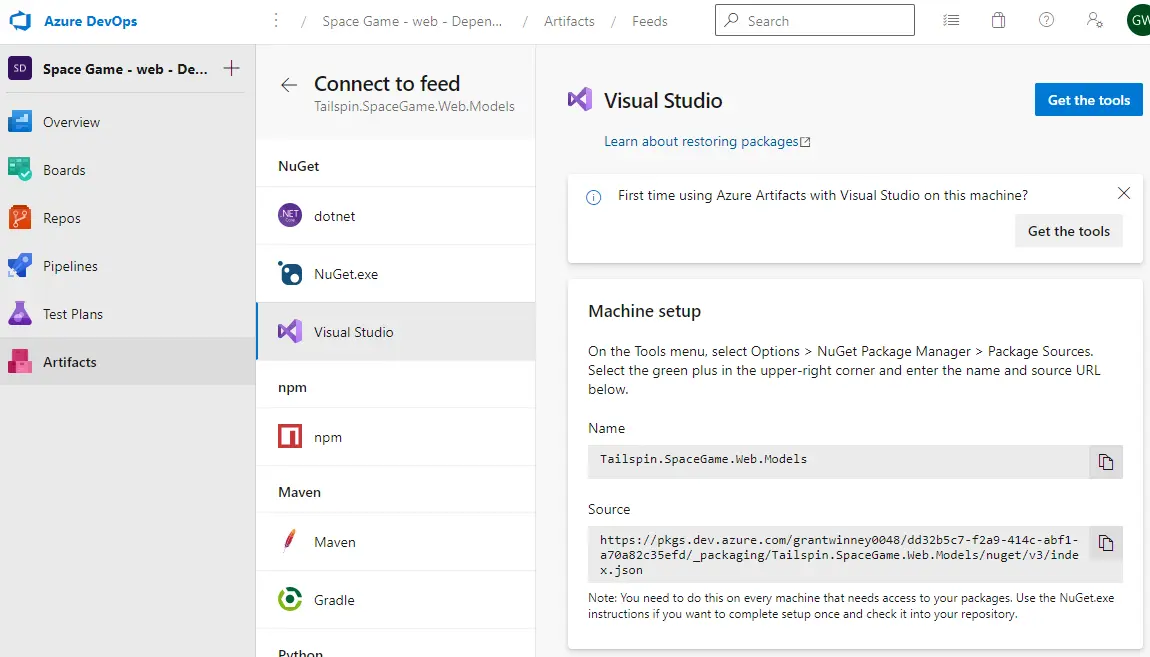 Azure DevOps
/ Space Game - web - Depen... / Artifacts / Feeds
Search
GW
SD
Space Game - web - De...
Overview
Boards
Repos
Pipelines
Test Plans
Artifacts
Connect to feed
Tailspin.SpaceGame.Web.Models
NuGet
.NET
Core
dotnet
NuGet.exe
Visual Studio
npm
npm
Maven
Maven
Gradle
Python
Visual Studio
Get the tools
Learn about restoring packages
First time using Azure Artifacts with Visual Studio on this machine?
Get the tools
Machine setup
On the Tools menu, select Options > NuGet Package Manager > Package Sources.
Select the green plus in the upper-right corner and enter the name and source URL
below.
Name
Tailspin.SpaceGame.Web.Models
Source
https://pkgs.dev.azure.com/grantwinney0048/dd32b5c7-f2a9-414c-abf1-
a70a82c35efd/_packaging/Tailspin.SpaceGame.Web.Models/nuget/v3/inde
x.json
Note: You need to do this on every machine that needs access to your packages. Use the NuGet.exe
instructions if you want to complete setup once and check it into your repository.